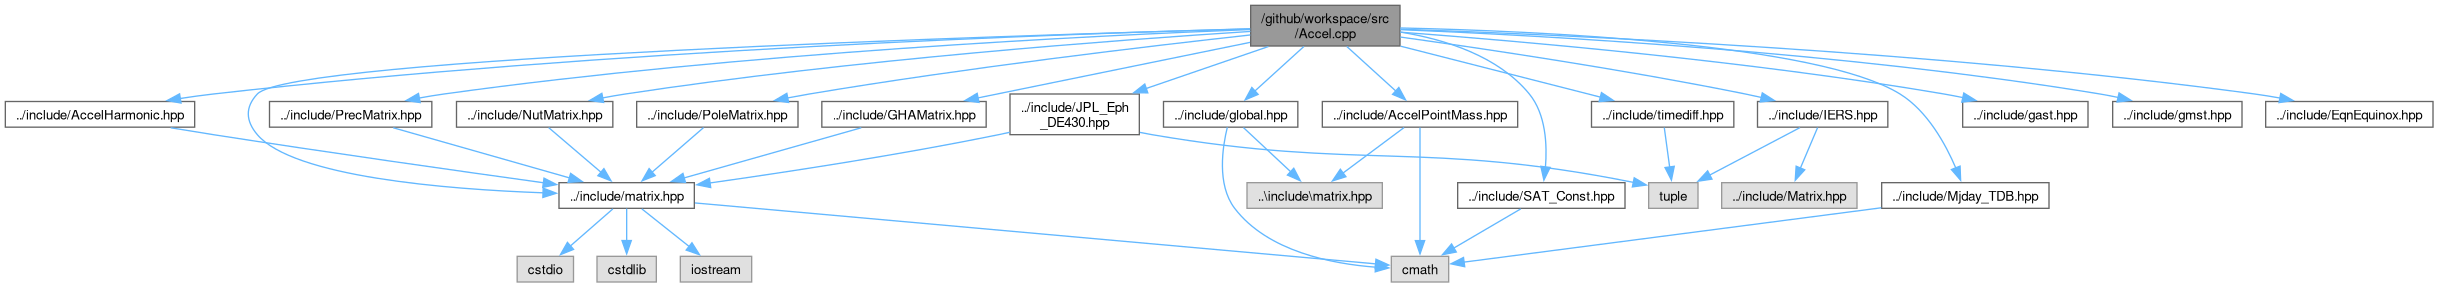 /github/workspace/src
/Accel.cpp
../include/AccelHarmonic.hpp
../include/PrecMatrix.hpp
../include/NutMatrix.hpp
../include/PoleMatrix.hpp
../include/GHAMatrix.hpp
../include/JPL_Eph
_DE430.hpp
../include/global.hpp
../include/AccelPointMass.hpp
../include/timediff.hpp
../include/IERS.hpp
../include/gast.hpp
../include/gmst.hpp
../include/EqnEquinox.hpp
../include/matrix.hpp
..\include\matrix.hpp
../include/SAT_Const.hpp
tuple
../include/Matrix.hpp
../include/Mjday_TDB.hpp
cstdio
cstdlib
iostream
cmath